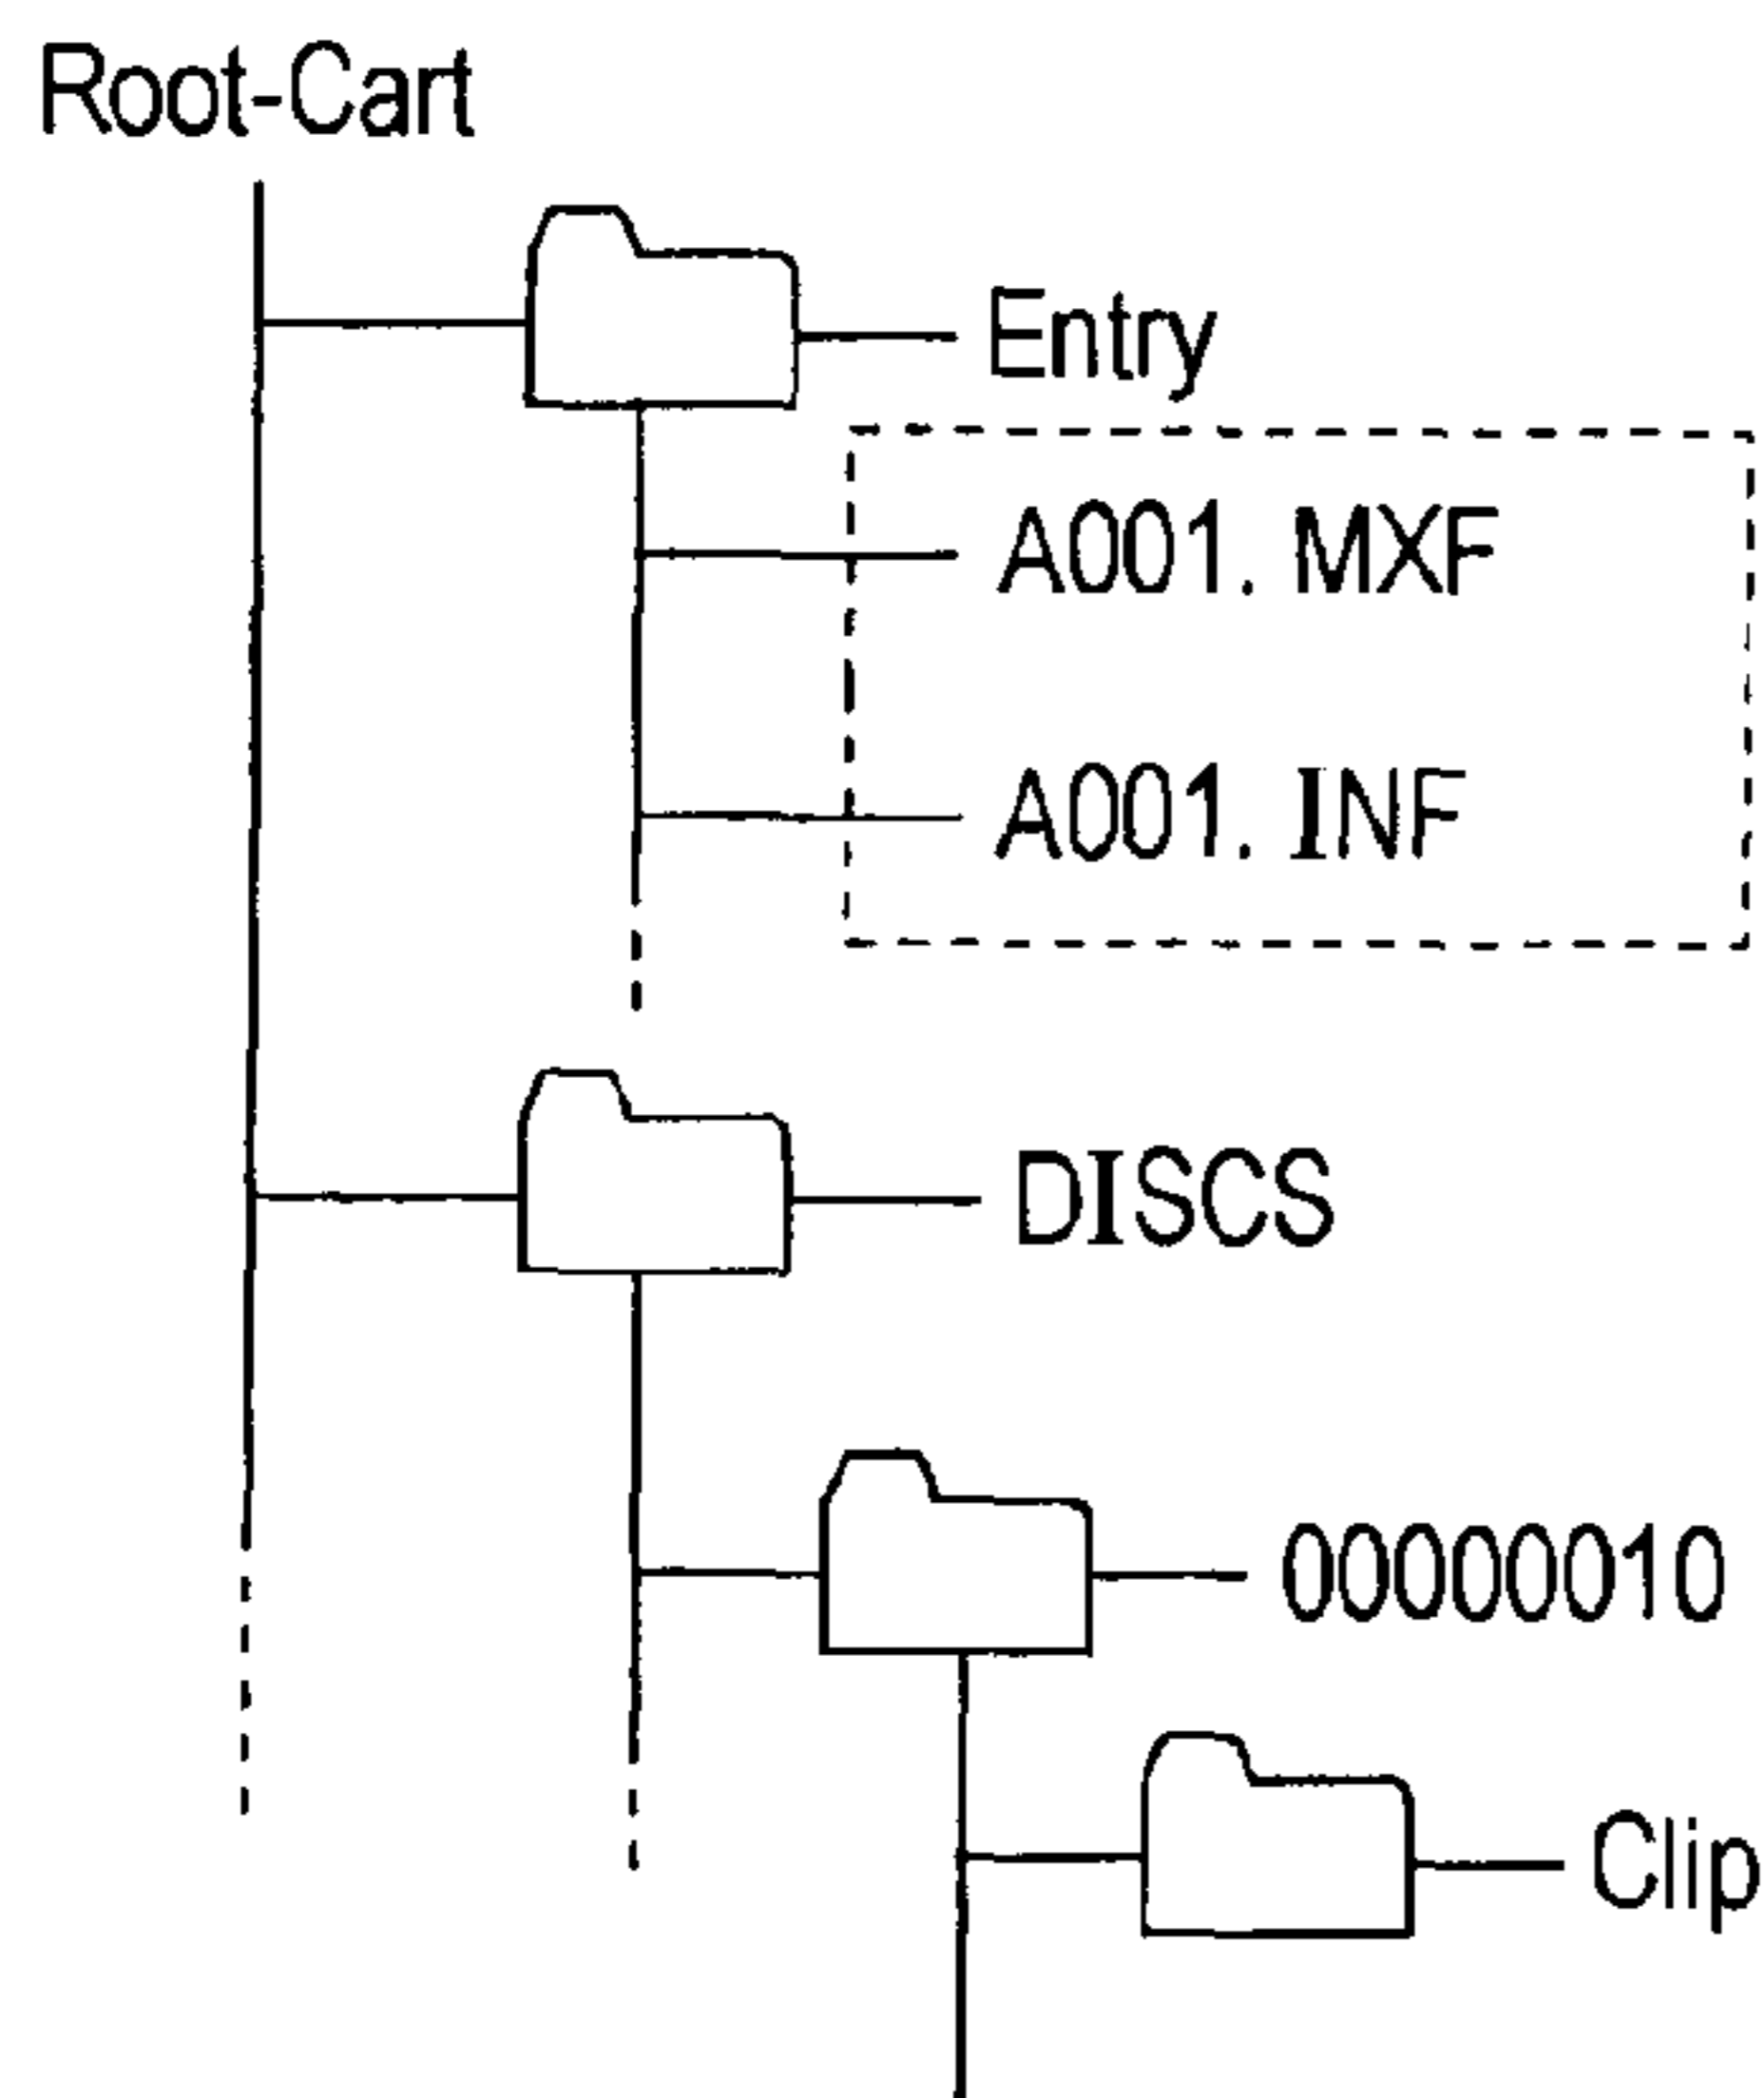 Root-Cart
Entry
A001. MXF
A001. INF
DISCS
00000010
Clip